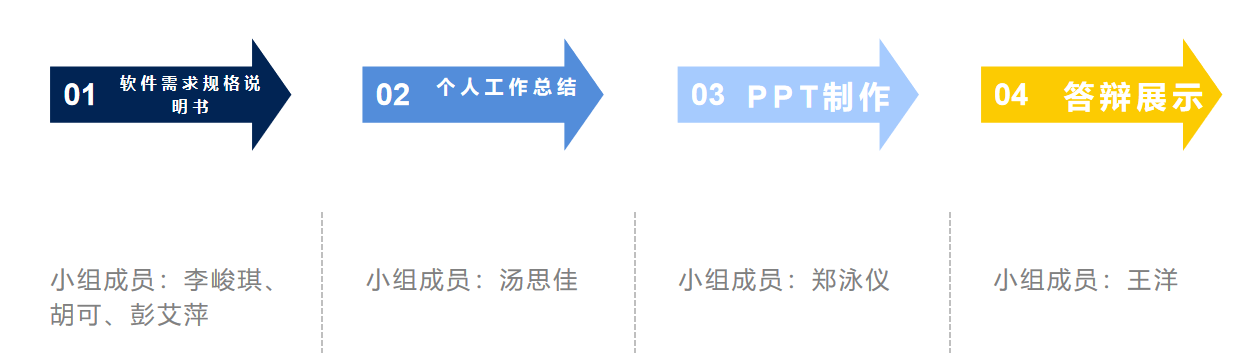 01
软件需求规格说
明书
02
个人工作总结
03
PPT制作
04
答辩展示
小组成员：李峻琪、
胡可、彭艾萍
小组成员：汤思佳
小组成员：郑泳仪
小组成员：王洋